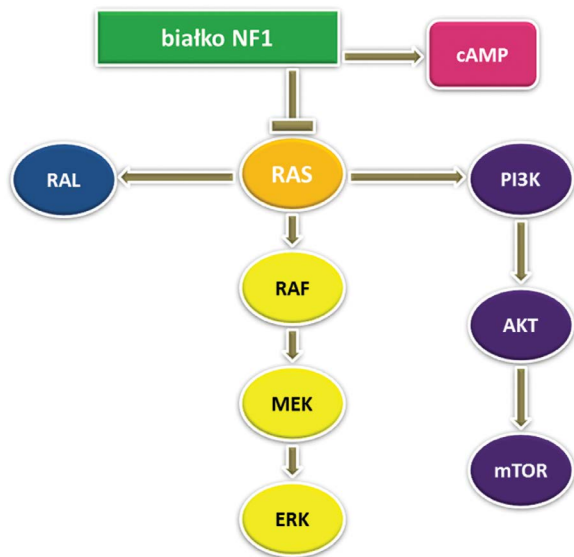 białko NF1
cAMP
RAL
RAS
PI3K
RAF
AKT
MEK
mTOR
ERK